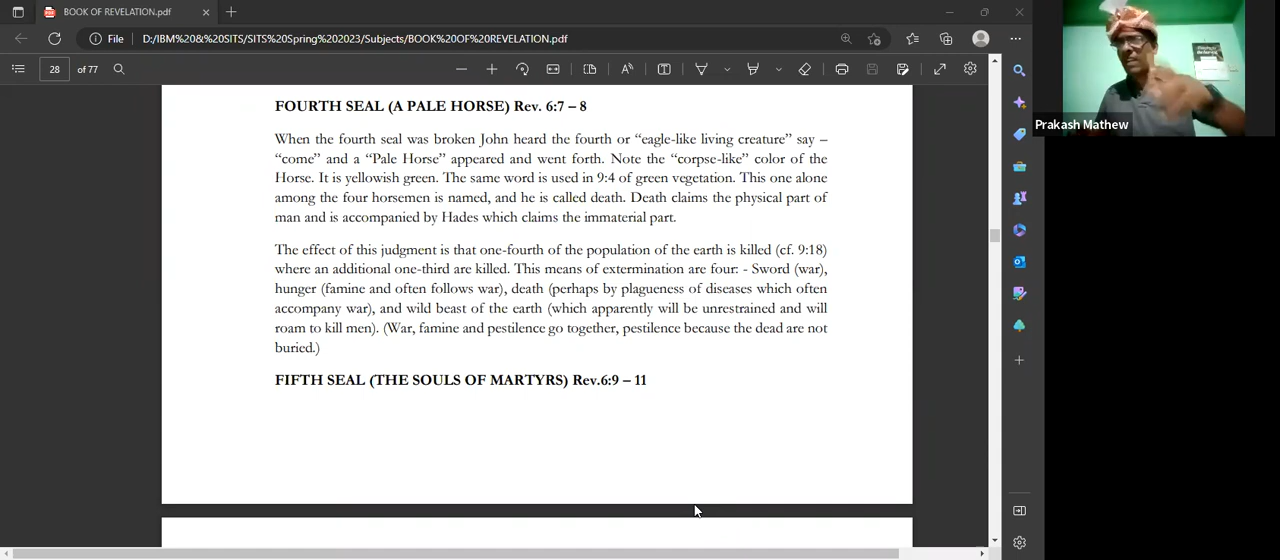 BOOK OF REVELATION.pdf
File
D:/IBM%20&%20SITS/SITS%20Spring%202023/Subjects/BOOK%20OF%20REVELATION.pdf
28 of 77
Prakash Mathew
FOURTH SEAL (A PALE HORSE) Rev. 6:7 – 8
When the fourth seal was broken John heard the fourth or “eagle-like living creature” say –
“come” and a “Pale Horse” appeared and went forth. Note the “corpse-like” color of the
Horse. It is yellowish green. The same word is used in 9:4 of green vegetation. This one alone
among the four horsemen is named, and he is called death. Death claims the physical part of
man and is accompanied by Hades which claims the immaterial part.
The effect of this judgment is that one-fourth of the population of the earth is killed (cf. 9:18)
where an additional one-third are killed. This means of extermination are four: - Sword (war),
hunger (famine and often follows war), death (perhaps by plagueness of diseases which often
accompany war), and wild beast of the earth (which apparently will be unrestrained and will
roam to kill men). (War, famine and pestilence go together, pestilence because the dead are not
buried.)
FIFTH SEAL (THE SOULS OF MARTYRS) Rev.6:9 – 11